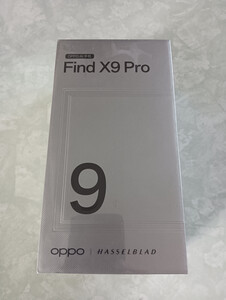 Find X9 Pro
9
oppo | HASSELBLAD